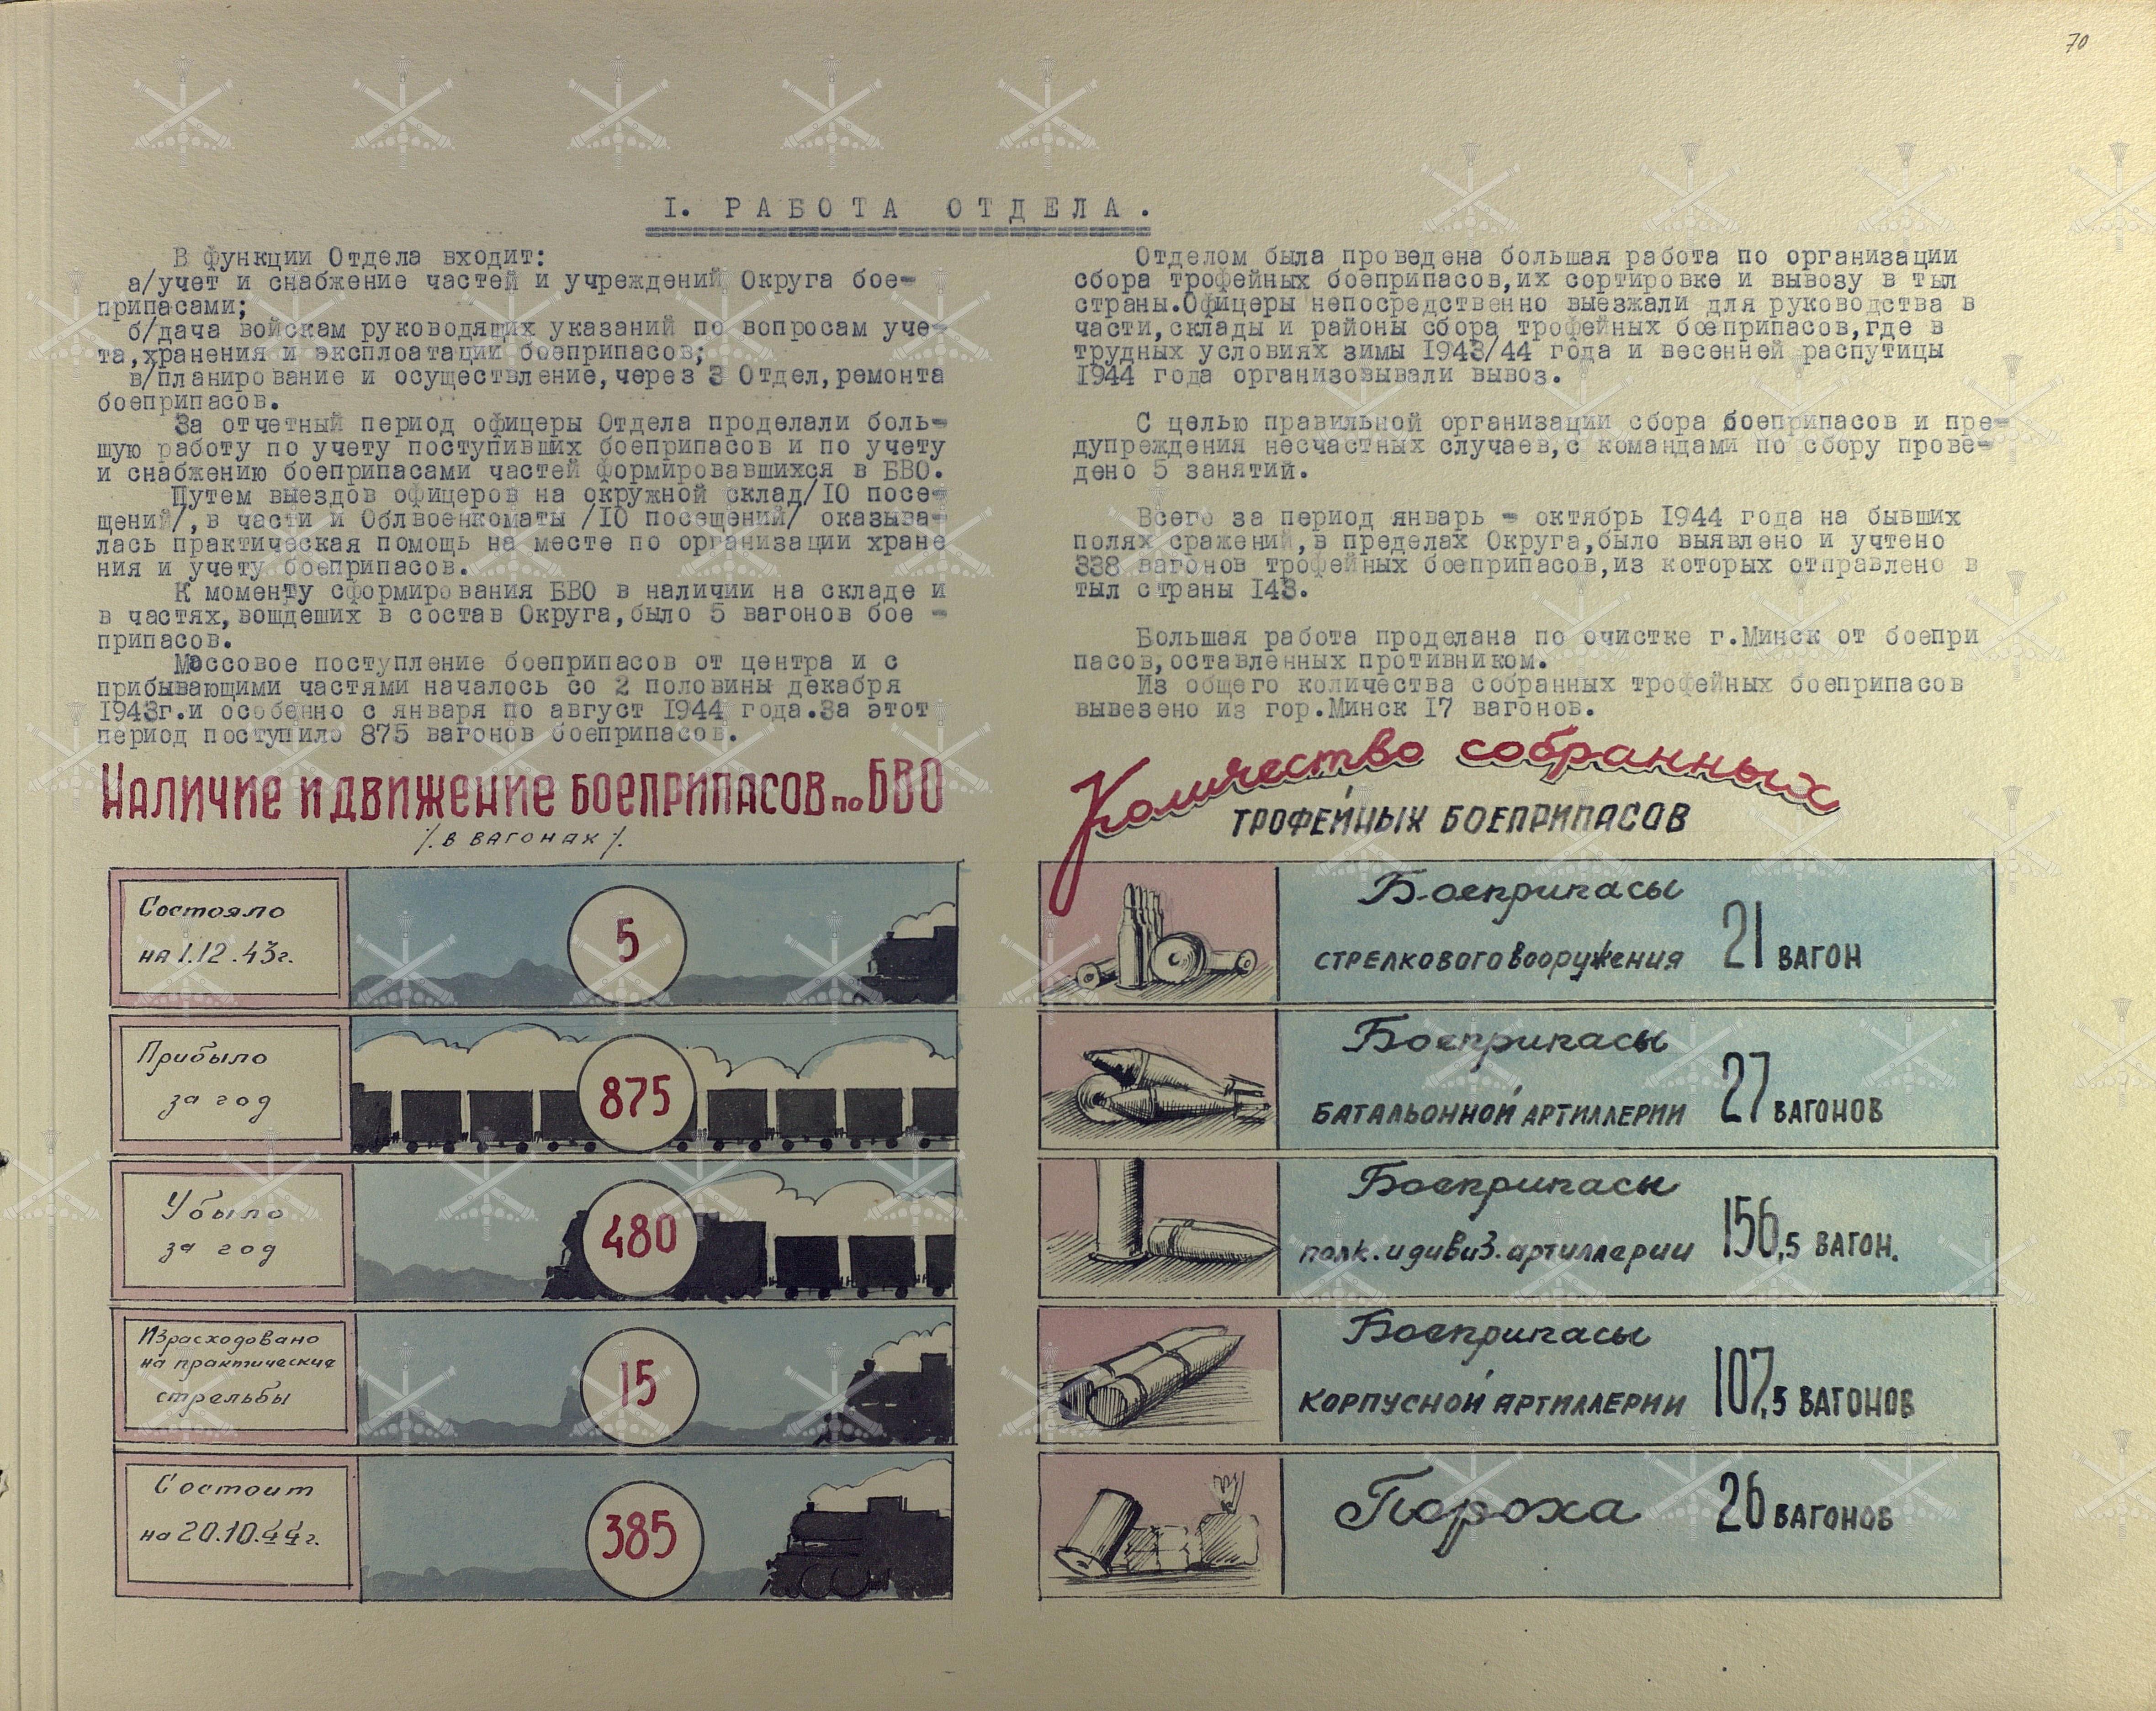 70
I. РАБОТА ОТДЕЛА.
В функции Отдела входит:
а/учет и снабжение частей и учреждений Округа бое-
припасами;
б/дача войскам руководящих указаний по вопросам уче-
та,хранения и эксплоатации боеприпасов;
в/планирование и осуществление,через 3 Отдел,ремонта
боеприпасов.
За отчетный период офицеры Отдела проделали боль-
шую работу по учету поступивших боеприпасов и по учету
и снабжению боеприпасами частей формировавшихся в БВО.
Путем выездов офицеров на окружной склад/10 посе-
щений/,в части и Облвоенкоматы /10 посещений/ оказыва-
лась практическая помощь на месте по организации хране
ния и учету боеприпасов.
К моменту сформирования БВО в наличии на складе и
в частях,вощдеших в состав Округа,было 5 вагонов бое -
припасов.
Массовое поступление боеприпасов от центра и с
прибывающими частями началось со 2 половины декабря
1943г.и особенно с января по август 1944 года.За этот
период поступило 875 вагонов боеприпасов.
НАЛИЧИЕ И ДВИЖЕНИЕ БОЕПРИПАСОВ ПО БВО
/. в вагонах /.
Состояло
на 1.12.43г.
5
Прибыло
за год
875
Убыло
за год
480
Израсходовано
на практические
стрельбы
15
Состоит
на 20.10.44г.
385
Отделом была проведена большая работа по организации
сбора трофейных боеприпасов,их сортировке и вывозу в тыл
страны.Офицеры непосредственно выезжали для руководства в
части,склады и районы сбора трофейных боеприпасов,где в
трудных условиях зимы 1943/44 года и весенней распутицы
1944 года организовывали вывоз.
С целью правильной организации сбора боеприпасов и пре-
дупреждения несчастных случаев,с командами по сбору прове-
дено 5 занятий.
Всего за период январь - октябрь 1944 года на бывших
полях сражений,в пределах Округа,было выявлено и учтено
338 вагонов трофейных боеприпасов,из которых отправлено в
тыл страны 143.
Большая работа проделана по очистке г.Минск от боепри
пасов,оставленных противником.
Из общего количества собранных трофейных боеприпасов
вывезено из гор.Минск 17 вагонов.
Количество собранных
ТРОФЕЙНЫХ БОЕПРИПАСОВ
Боеприпасы
стрелкового вооружения 21 вагон
Боеприпасы
батальонной артиллерии 27 вагонов
Боеприпасы
полк. и дивиз. артиллерии 156,5 вагон.
Боеприпасы
корпусной артиллерии 107,5 вагонов
Пороха 26 вагонов